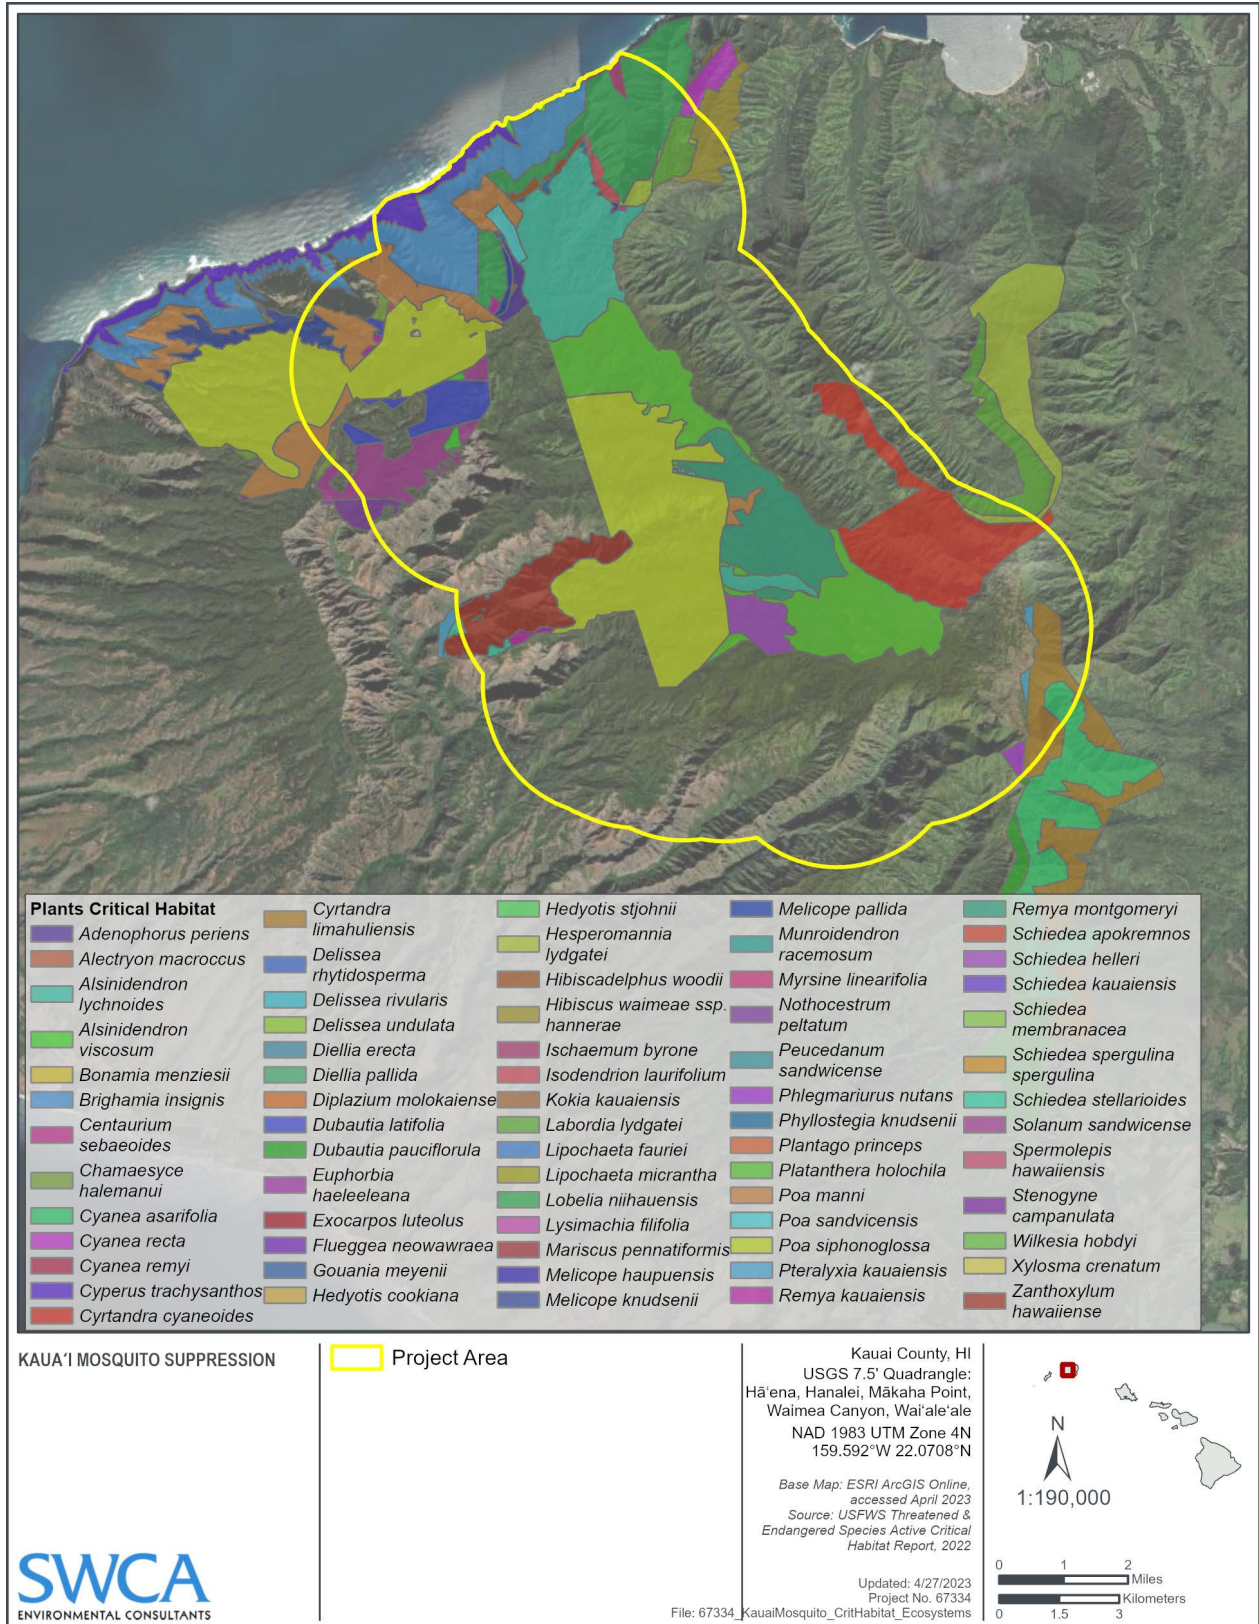 Plants Critical Habitat
Adenophorus periens
Alectryon macroccus
Alsinidendron
lychnoides
Alsinidendron
viscosum
Bonamia menziesii
Brighamia insignis
Centaurium
sebaeoides
Chamaesyce
halemanui
Cyanea asarifolia
Cyanea recta
Cyanea remyi
Cyperus trachysanthos
Cyrtandra cyaneoides
Cyrtandra
limahuliensis
Delissea
rhytidosperma
Delissea rivularis
Delissea undulata
Diellia erecta
Diellia pallida
Diplazium molokaiense
Dubautia latifolia
Dubautia pauciflorula
Euphorbia
haeleeleana
Exocarpos luteolus
Flueggea neowawraea
Gouania meyenii
Hedyotis cookiana
Hedyotis stjohnii
Hesperomannia
lydgatei
Hibiscadelphus woodii
Hibiscus waimeae ssp.
hannerae
Ischaemum byrone
Isodendrion laurifolium
Kokia kauaiensis
Labordia lydgatei
Lipochaeta fauriei
Lipochaeta micrantha
Lobelia niihauensis
Lysimachia filifolia
Mariscus pennatiformis
Melicope haupuensis
Melicope knudsenii
Melicope pallida
Munroidendron
racemosum
Myrsine linearifolia
Nothocestrum
peltatum
Peucedanum
sandwicense
Phlegmariurus nutans
Phyllostegia knudsenii
Plantago princeps
Platanthera holochila
Poa manni
Poa sandvicensis
Poa siphonoglossa
Pteralyxia kauaiensis
Remya kauaiensis
Remya montgomeryi
Schiedea apokremnos
Schiedea helleri
Schiedea kauaiensis
Schiedea
membranacea
Schiedea spergulina
spergulina
Schiedea stellarioides
Solanum sandwicense
Spermolepis
hawaiiensis
Stenogyne
campanulata
Wilkesia hobdyi
Xylosma crenatum
Zanthoxylum
hawaiiense
KAUAʻI MOSQUITO SUPPRESSION
SWCA
ENVIRONMENTAL CONSULTANTS
Project Area
Kauai County, HI
USGS 7.5' Quadrangle:
Hāʻena, Hanalei, Mākaha Point,
Waimea Canyon, Waiʻaleʻale
NAD 1983 UTM Zone 4N
159.592°W 22.0708°N
Base Map: ESRI ArcGIS Online,
accessed April 2023
Source: USFWS Threatened &
Endangered Species Active Critical
Habitat Report, 2022
Updated: 4/27/2023
Project No. 67334
File: 67334_KauaiMosquito_CritHabitat_Ecosystems
N
1:190,000
0 1 2
Miles
Kilometers
0 1.5 3